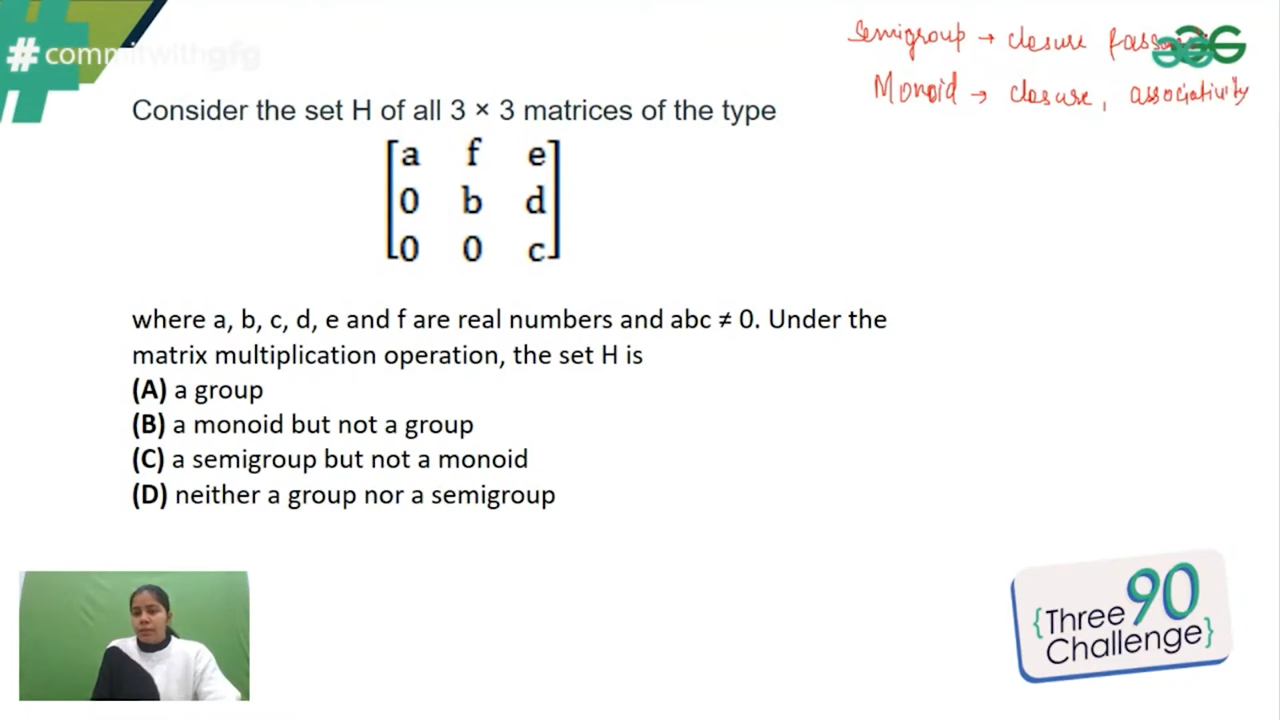 #commitwithgfg
Semigroup → closure
Monoid → closure, associativity
Consider the set H of all 3 × 3 matrices of the type
a f e
0 b d
0 0 c
where a, b, c, d, e and f are real numbers and abc ≠ 0. Under the
matrix multiplication operation, the set H is
(A) a group
(B) a monoid but not a group
(C) a semigroup but not a monoid
(D) neither a group nor a semigroup
{Three 90
Challenge}